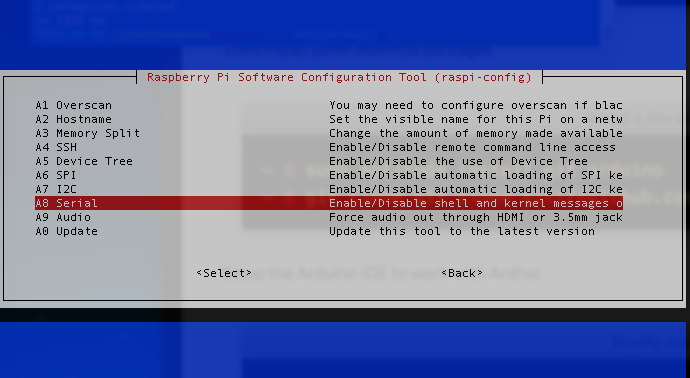 Raspberry Pi Software Configuration Tool (raspi-config)
A1 Overscan You may need to configure overscan if blac
A2 Hostname Set the visible name for this Pi on a netw
A3 Memory Split Change the amount of memory made available
A4 SSH Enable/Disable remote command line access
A5 Device Tree Enable/Disable the use of Device Tree
A6 SPI Enable/Disable automatic loading of SPI ke
A7 I2C Enable/Disable automatic loading of I2C ke
A8 Serial Enable/Disable shell and kernel messages o
A9 Audio Force audio out through HDMI or 3.5mm jack
A0 Update Update this tool to the latest version
<Select> <Back>